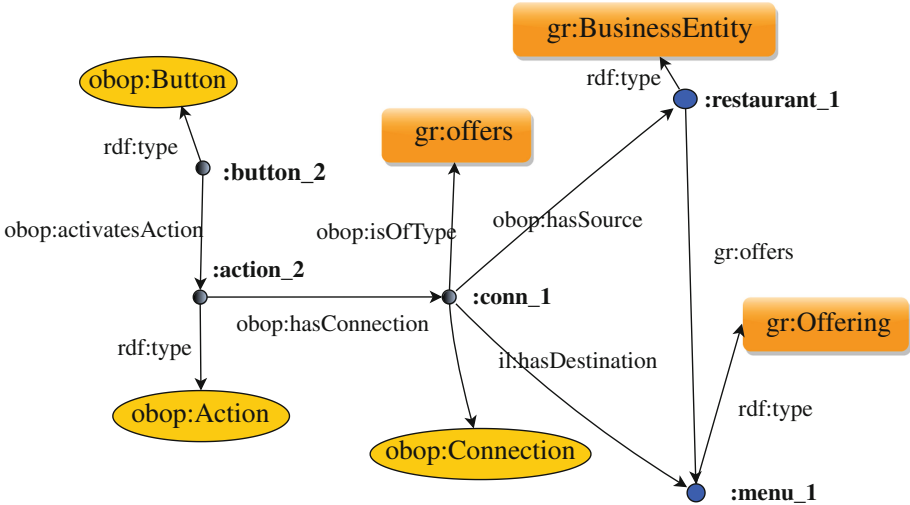 gr:BusinessEntity
obop:Button
rdf:type
:restaurant_1
gr:offers
rdf:type
:button_2
obop:hasSource
obop:activatesAction
obop:isOfType
gr:offers
:action_2
:conn_1
gr:Offering
obop:hasConnection
rdf:type
il:hasDestination
rdf:type
obop:Action
obop:Connection
:menu_1